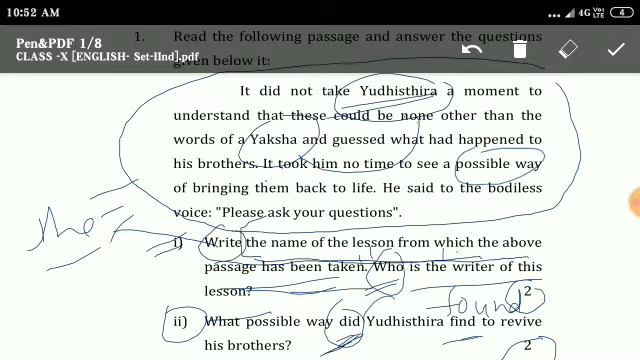 10:52 AM
4G VoLTE 4
Pen&PDF 1/8
CLASS -X [ENGLISH- Set-IInd].pdf
1. Read the following passage and answer the questions
given below it:
It did not take Yudhisthira a moment to
understand that these could be none other than the
words of a Yaksha and guessed what had happened to
his brothers. It took him no time to see a possible way
of bringing them back to life. He said to the bodiless
voice: "Please ask your questions".
the
i) Write the name of the lesson from which the above
passage has been taken. Who is the writer of this
lesson? 2
found
ii) What possible way did Yudhisthira find to revive
his brothers? 2